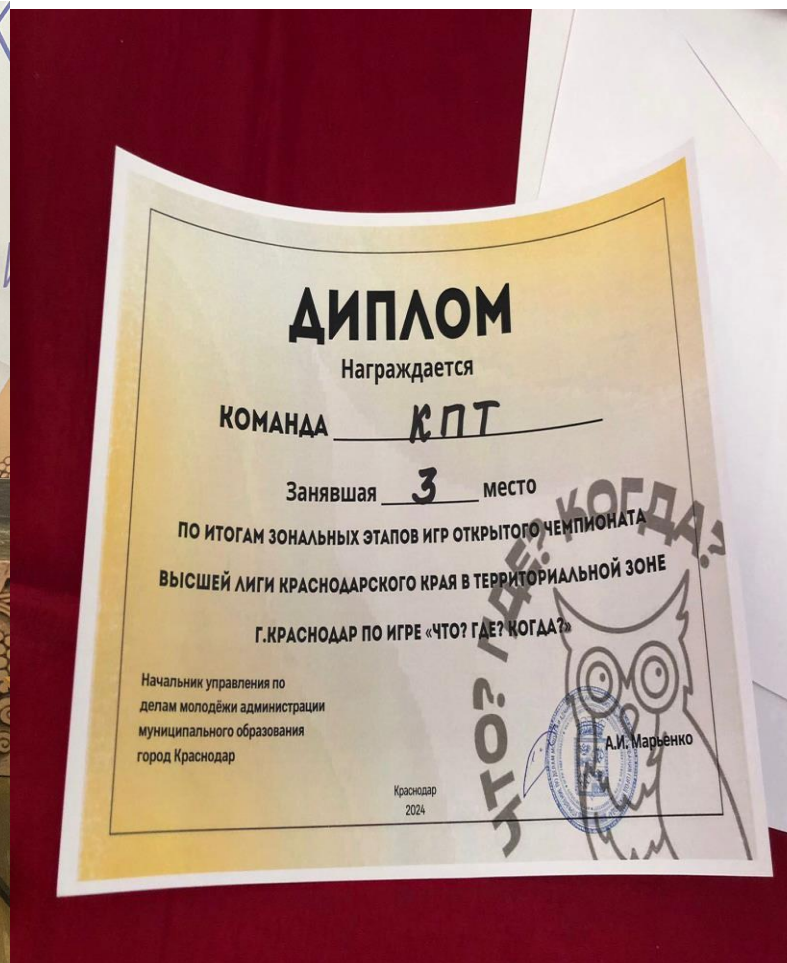 ДИПЛОМ
Награждается
КОМАНДА КПТ
Занявшая 3 место
ПО ИТОГАМ ЗОНАЛЬНЫХ ЭТАПОВ ИГР ОТКРЫТОГО ЧЕМПИОНАТА
ВЫСШЕЙ ЛИГИ КРАСНОДАРСКОГО КРАЯ В ТЕРРИТОРИАЛЬНОЙ ЗОНЕ
Г.КРАСНОДАР ПО ИГРЕ «ЧТО? ГДЕ? КОГДА?»
ЧТО? ГДЕ? КОГДА?
Начальник управления по
делам молодёжи администрации
муниципального образования
город Краснодар
А.И. Марьенко
Краснодар
2024